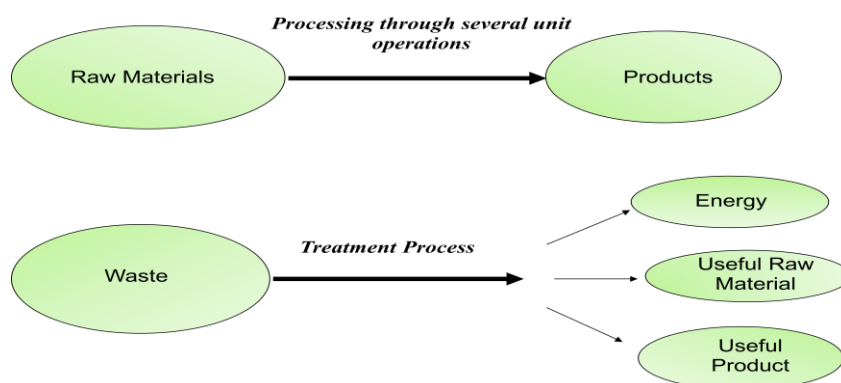 Processing through several unit
operations
Raw Materials
Products
Energy
Treatment Process
Waste
Useful Raw
Material
Useful
Product